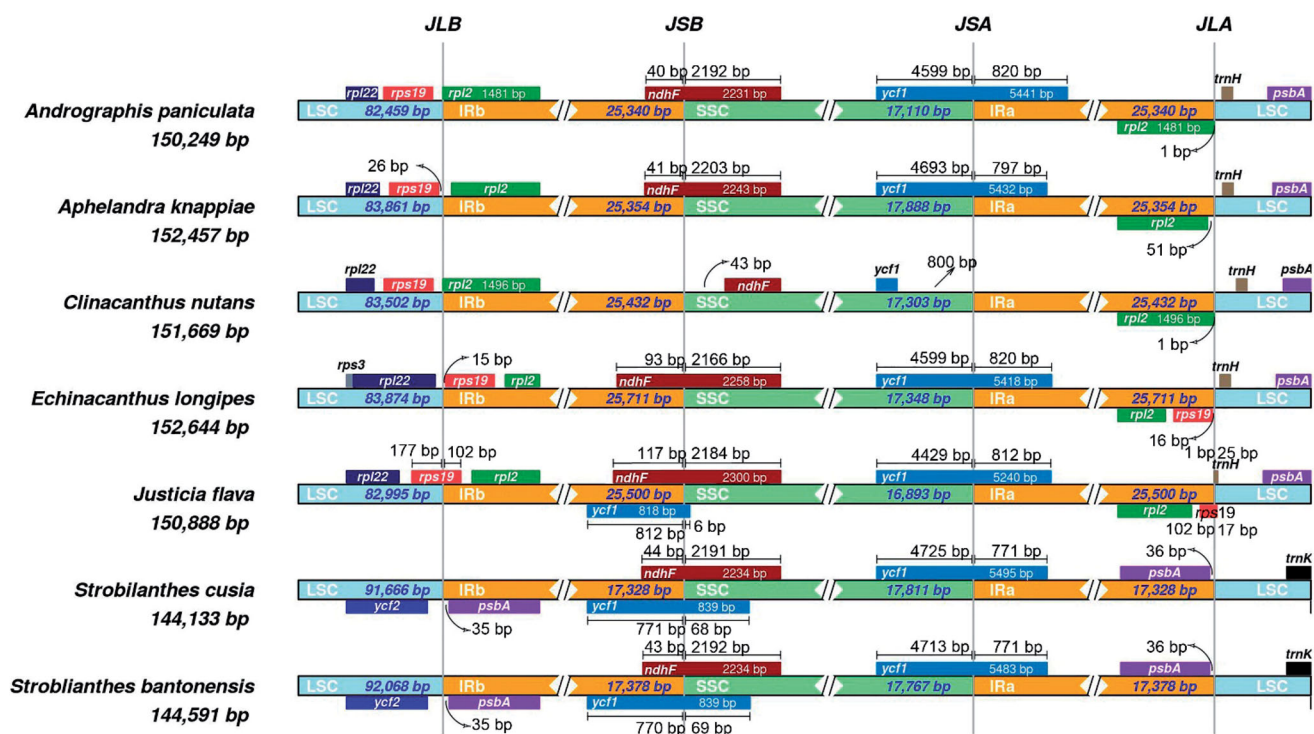 JLB JSB JSA JLA
40 bp 2192 bp 4599 bp 820 bp
rpl22 rps19 rpl2 1481 bp ndhF 2231 bp ycf1 5441 bp trnH psbA
Andrographis paniculata LSC 82,459 bp IRb 25,340 bp SSC 17,110 bp IRa 25,340 bp LSC
150,249 bp rpl2 1481 bp
1 bp
26 bp 41 bp 2203 bp 4693 bp 797 bp
rpl22 rps19 rpl2 ndhF 2243 bp ycf1 5432 bp trnH psbA
Aphelandra knappiae LSC 83,861 bp IRb 25,354 bp SSC 17,888 bp IRa 25,354 bp LSC
152,457 bp rpl2
51 bp
rpl22 43 bp ycf1 800 bp trnH psbA
rps19 rpl2 1496 bp ndhF
Clinacanthus nutans LSC 83,502 bp IRb 25,432 bp SSC 17,303 bp IRa 25,432 bp LSC
151,669 bp rpl2 1496 bp
1 bp
rps3 15 bp 93 bp 2166 bp 4599 bp 820 bp
rpl22 rps19 rpl2 ndhF 2258 bp ycf1 5418 bp trnH psbA
Echinacanthus longipes LSC 83,874 bp IRb 25,711 bp SSC 17,348 bp IRa 25,711 bp LSC
152,644 bp rpl2 rps19
16 bp
177 bp 102 bp 117 bp 2184 bp 4429 bp 812 bp 1 bp 25 bp
rpl22 rps19 rpl2 ndhF 2300 bp ycf1 5240 bp trnH psbA
Justicia flava LSC 82,995 bp IRb 25,500 bp SSC 16,893 bp IRa 25,500 bp LSC
150,888 bp ycf1 818 bp rpl2 rps19
812 bp 6 bp 102 bp 17 bp
44 bp 2191 bp 4725 bp 771 bp 36 bp trnK
ndhF 2234 bp ycf1 5495 bp psbA
Strobilanthes cusia LSC 91,666 bp IRb 17,328 bp SSC 17,811 bp IRa 17,328 bp LSC
144,133 bp ycf2 psbA ycf1 839 bp
35 bp 771 bp 68 bp
43 bp 2192 bp 4713 bp 771 bp 36 bp trnK
ndhF 2234 bp ycf1 5483 bp psbA
Stroblianthes bantonensis LSC 92,068 bp IRb 17,378 bp SSC 17,767 bp IRa 17,378 bp LSC
144,591 bp ycf2 psbA ycf1 839 bp
35 bp 770 bp 69 bp